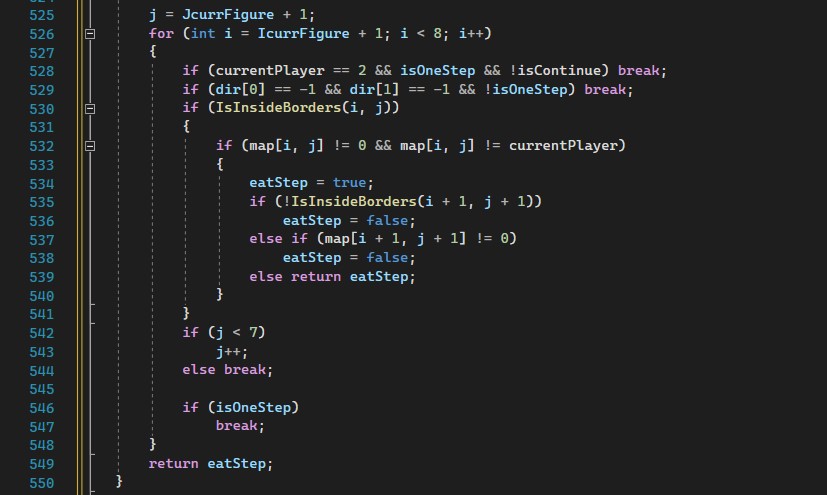 525 j = JcurrFigure + 1;
526 for (int i = IcurrFigure + 1; i < 8; i++)
527 {
528 if (currentPlayer == 2 && isOneStep && !isContinue) break;
529 if (dir[0] == -1 && dir[1] == -1 && !isOneStep) break;
530 if (IsInsideBorders(i, j))
531 {
532 if (map[i, j] != 0 && map[i, j] != currentPlayer)
533 {
534 eatStep = true;
535 if (!IsInsideBorders(i + 1, j + 1))
536 eatStep = false;
537 else if (map[i + 1, j + 1] != 0)
538 eatStep = false;
539 else return eatStep;
540 }
541 }
542 if (j < 7)
543 j++;
544 else break;
545
546 if (isOneStep)
547 break;
548 }
549 return eatStep;
550 }